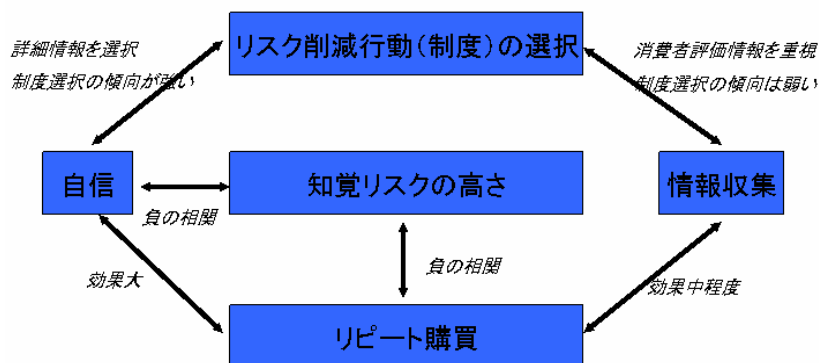 リスク削減行動(制度)の選択
詳細情報を選択
制度選択の傾向が強い
消費者評価情報を重視
制度選択の傾向は弱い
自信
知覚リスクの高さ
情報収集
負の相関
負の相関
効果大
効果中程度
リピート購買